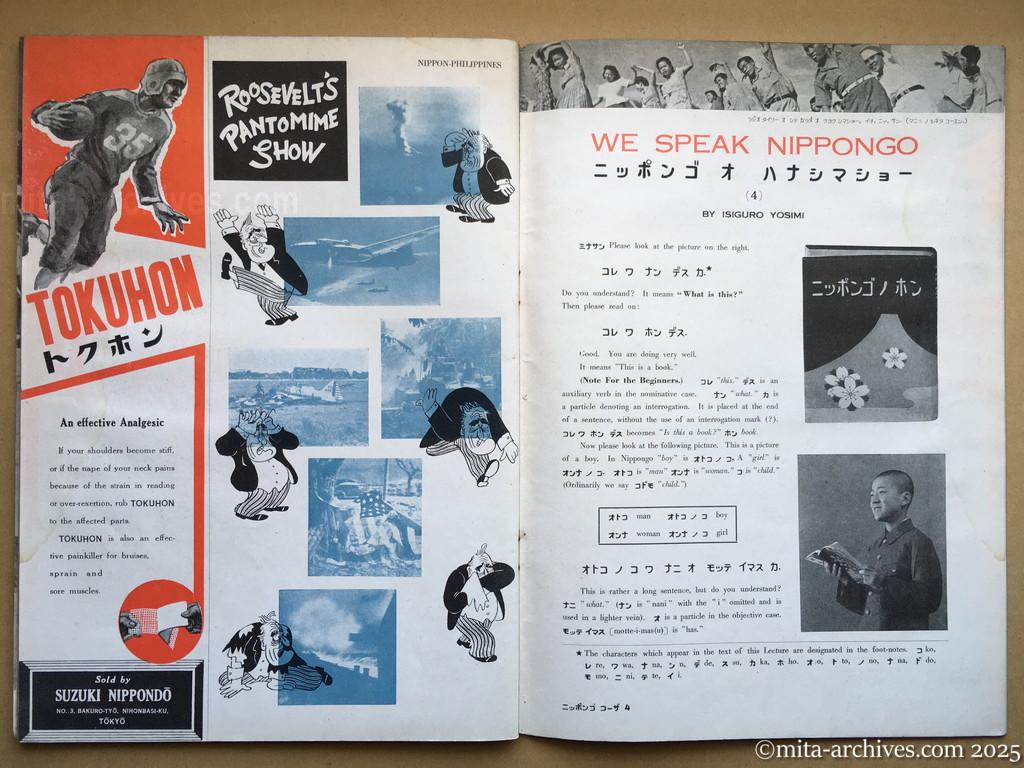 NIPPON-PHILIPPINES
35
TOKUHON
トクホン
An effective Analgesic
If your shoulders become stiff,
or if the nape of your neck pains
because of the strain in reading
or over-rexertion, rub TOKUHON
to the affected parts.
TOKUHON is also an effec-
tive painkiller for bruises,
sprain and
sore muscles.
Sold by
SUZUKI NIPPONDŌ
NO. 3, BAKURO-TYŌ, NIHONBASI-KU,
TŌKYŌ
ROOSEVELT'S
PANTOMIME
SHOW
WE SPEAK NIPPONGO
ニッポンゴ オ ハナシマショー
(4)
BY ISIGURO YOSIMI
ミナサン Please look at the picture on the right.
コレ ワ ナン デス カ.★
Do you understand? It means "What is this?"
Then please read on:
コレ ワ ホン デス.
Good. You are doing very well.
It means "This is a book."
(Note For the Beginners.) コレ "this." デス is an
auxiliary verb in the nominative case. ナン "what." カ is
a particle denoting an interrogation. It is placed at the end
of a sentence, without the use of an interrogation mark (?).
コレ ワ ホン デス becomes "Is this a book?" ホン book.
Now please look at the following picture. This is a picture
of a boy. In Nippongo "boy" is オトコ ノ コ. A "girl" is
オンナ ノ コ. オトコ is "man" オンナ is "woman." コ is "child."
(Ordinarily we say コドモ "child.")
オトコ man オトコ ノ コ boy
オンナ woman オンナ ノ コ girl
オトコ ノ コ ワ ナニ オ モッテ イマス カ.
This is rather a long sentence, but do you understand?
ナニ "what." (ナン is "nani" with the "i" omitted and is
used in a lighter vein). オ is a particle in the objective case.
モッテ イマス [motte-i-mas(u)] is "has."
★The characters which appear in the text of this Lecture are designated in the foot-notes. コ ko,
レ re, ワ wa, ナ na, ン n, デ de, ス su, カ ka, ホ ho, オ o, ト to, ノ no, ナ na, ド do,
モ mo, ニ ni, テ te, イ i.
ニッポンゴ コーザ 4
ニッポンゴノ ホン
©mita-archives.com 2025